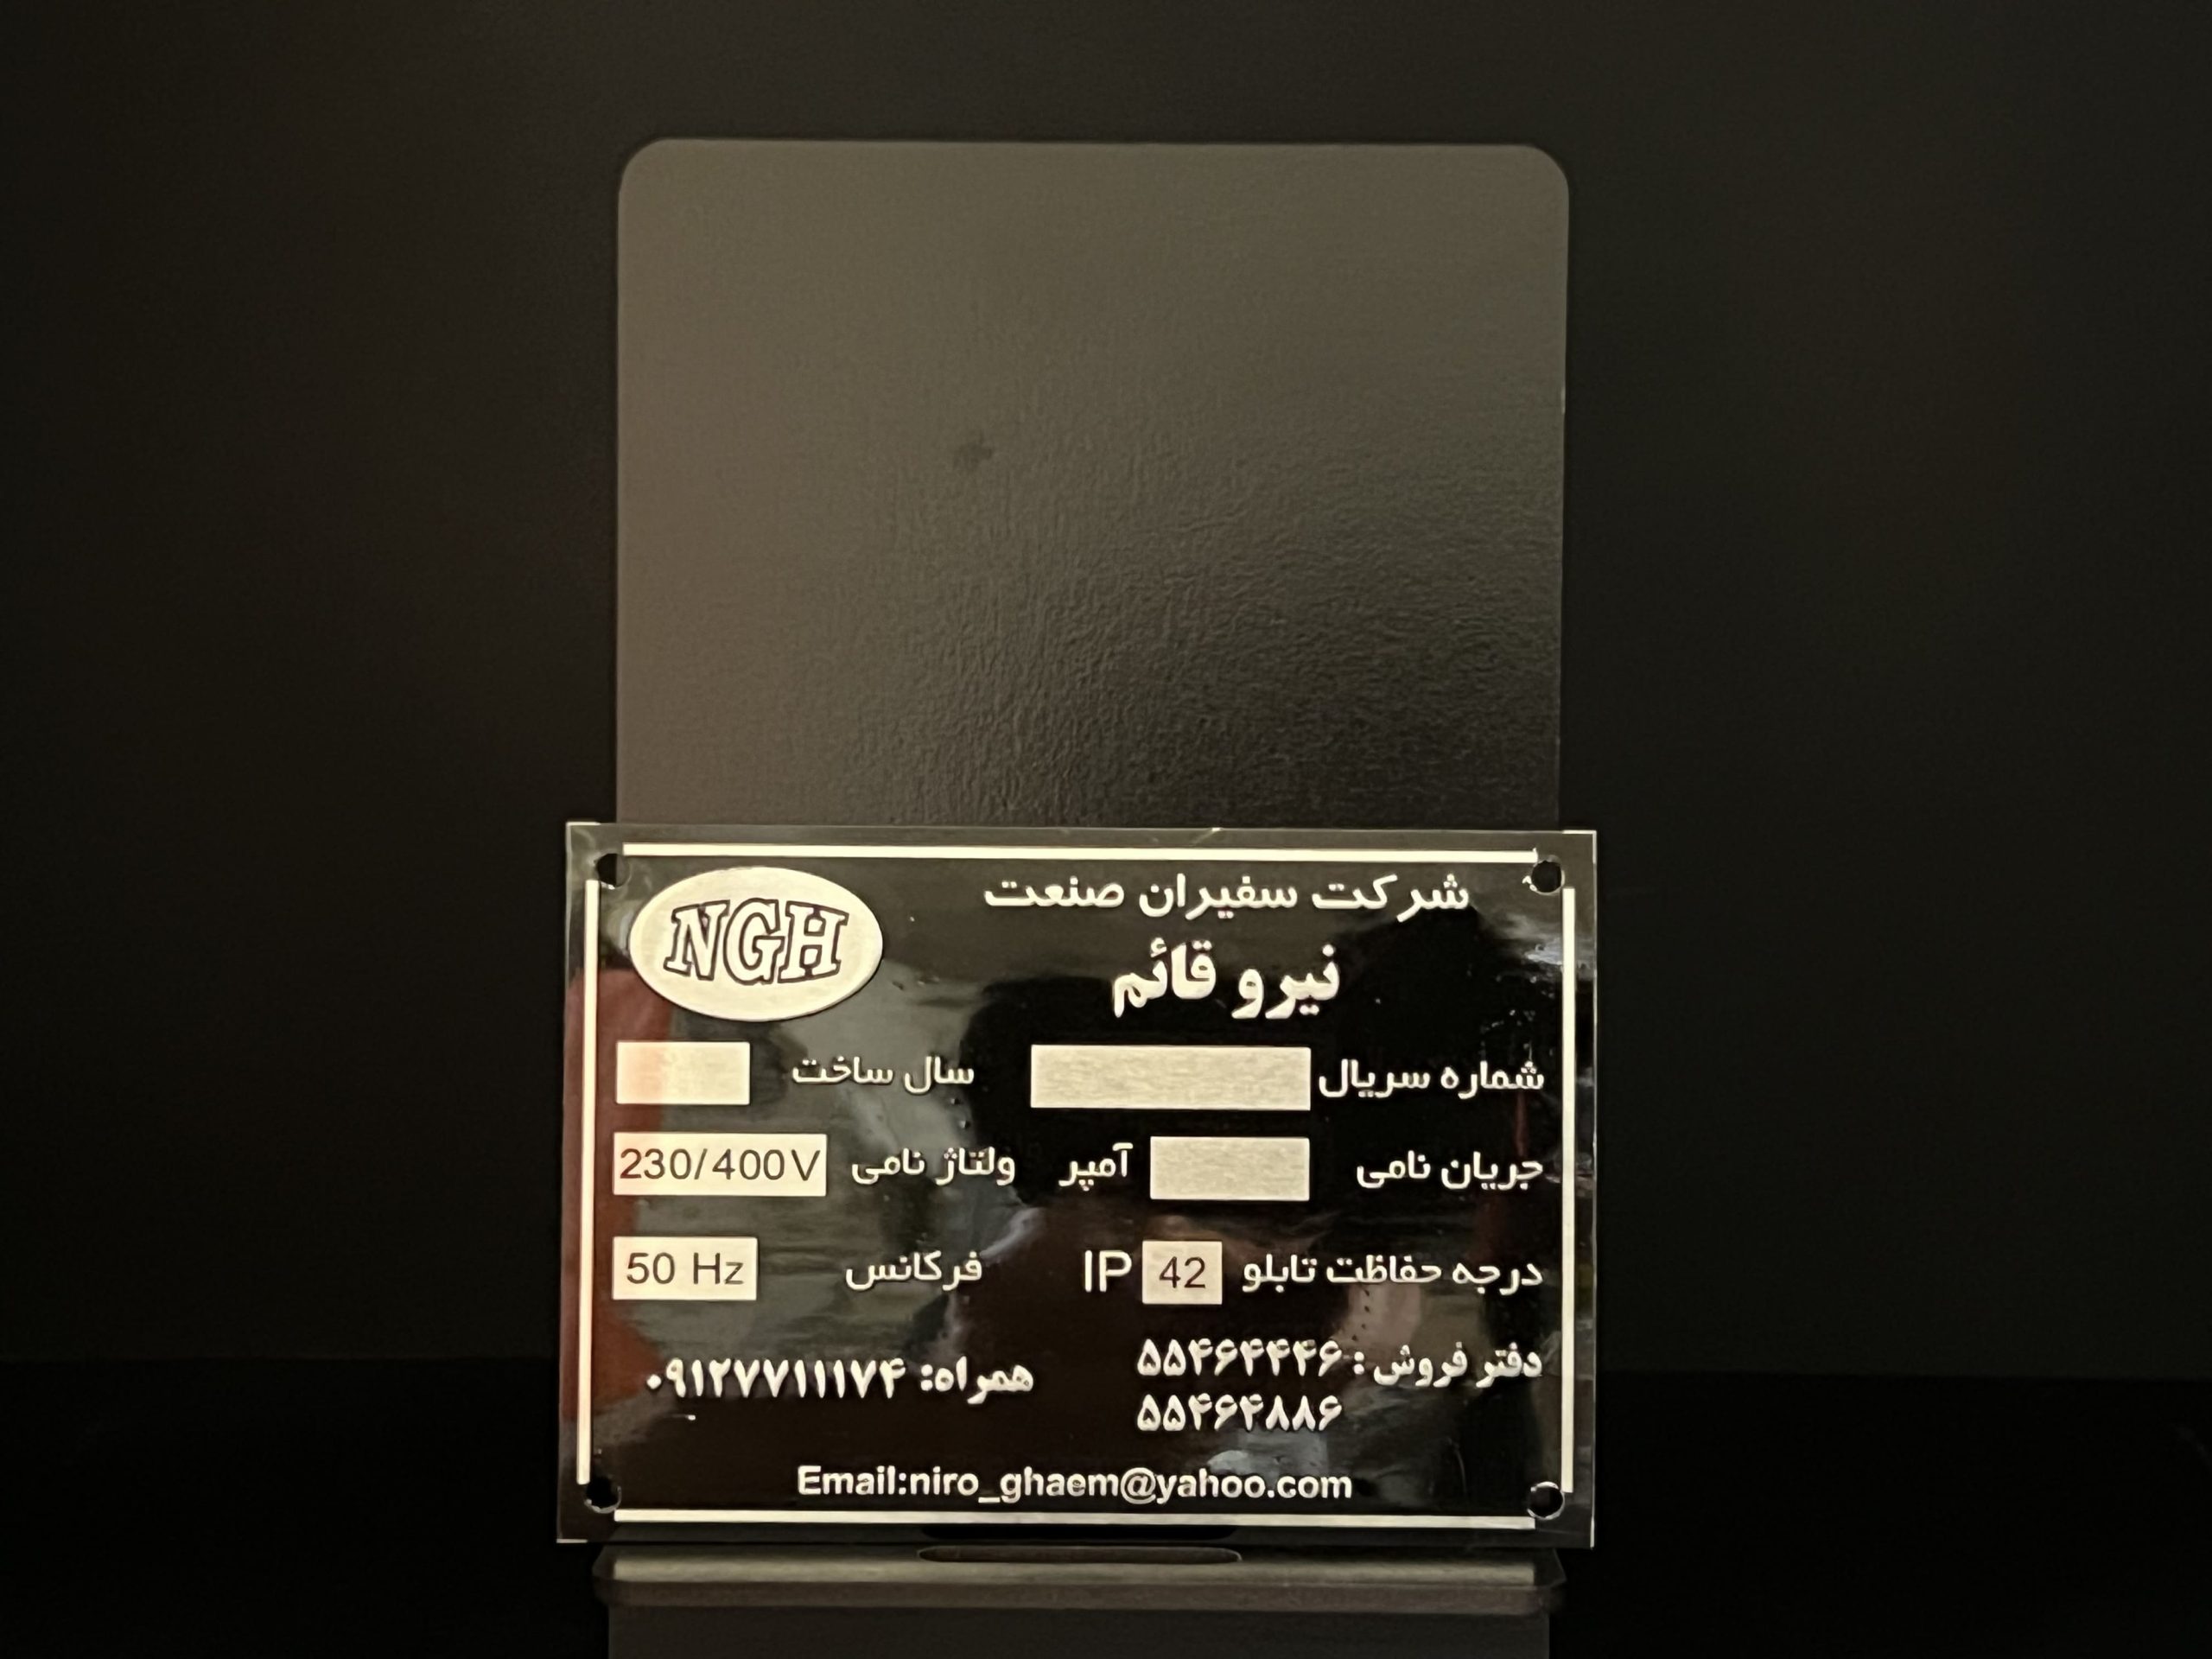 شرکت سفیران صنعت
NGH
نیرو قائم
شماره سریال سال ساخت
جریان نامی آمپر ولتاژ نامی 230/400V
درجه حفاظت تابلو 42 IP فرکانس 50 Hz
دفتر فروش: ۵۵۴۶۴۴۴۶ همراه: ۰۹۱۲۷۷۱۱۱۷۴
۵۵۴۶۴۸۸۶
Email:niro_ghaem@yahoo.com